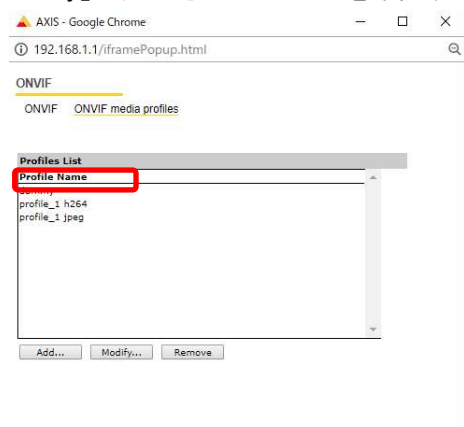 AXIS - Google Chrome
192.168.1.1/iframePopup.html
ONVIF
ONVIF ONVIF media profiles
Profiles List
Profile Name
profile_1 h264
profile_1 jpeg
Add... Modify... Remove